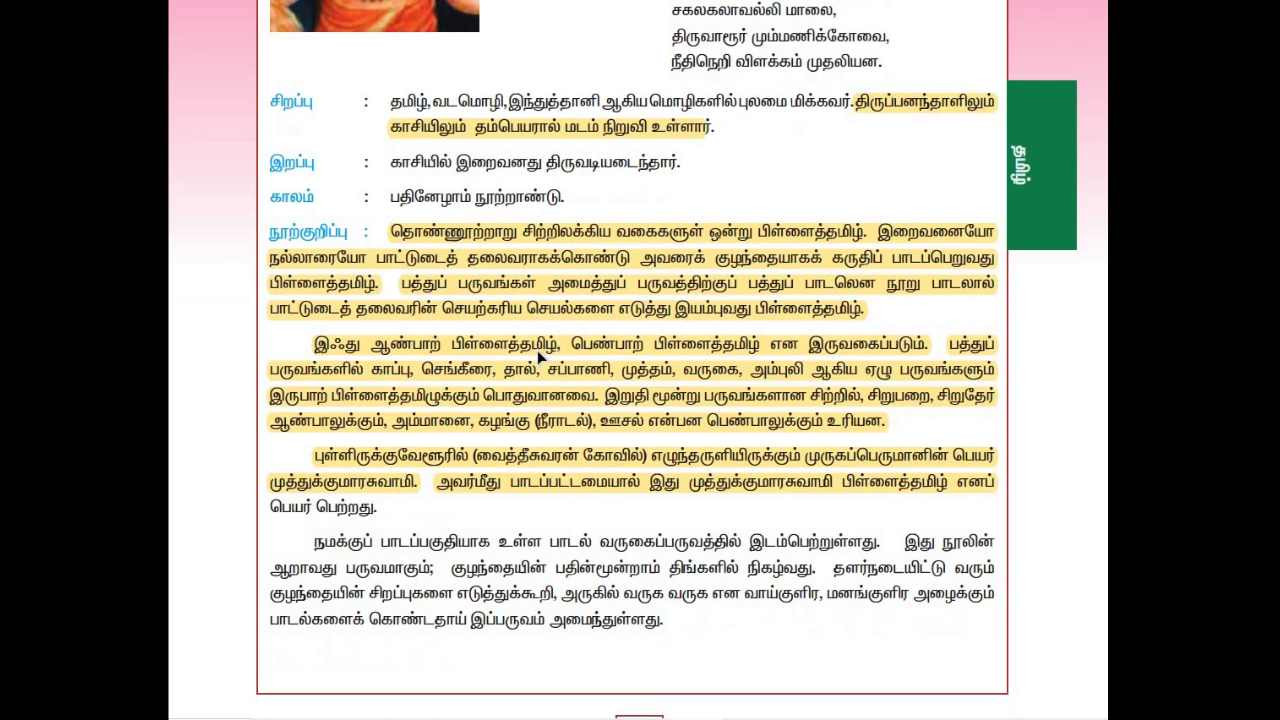 சகலகலாவல்லி மாலை,
திருவாரூர் மும்மணிக்கோவை,
நீதிநெறி விளக்கம் முதலியன.
சிறப்பு : தமிழ், வடமொழி, இந்துத்தானி ஆகிய மொழிகளில் புலமை மிக்கவர். திருப்பனந்தாளிலும்
காசியிலும் தம்பெயரால் மடம் நிறுவி உள்ளார்.
இறப்பு : காசியில் இறைவனது திருவடியடைந்தார்.
காலம் : பதினேழாம் நூற்றாண்டு.
நூற்குறிப்பு : தொண்ணூற்றாறு சிற்றிலக்கிய வகைகளுள் ஒன்று பிள்ளைத்தமிழ். இறைவனையோ
நல்லாரையோ பாட்டுடைத் தலைவராகக்கொண்டு அவரைக் குழந்தையாகக் கருதிப் பாடப்பெறுவது
பிள்ளைத்தமிழ். பத்துப் பருவங்கள் அமைத்துப் பருவத்திற்குப் பத்துப் பாடலென நூறு பாடலால்
பாட்டுடைத் தலைவரின் செயற்கரிய செயல்களை எடுத்து இயம்புவது பிள்ளைத்தமிழ்.
இஃது ஆண்பாற் பிள்ளைத்தமிழ், பெண்பாற் பிள்ளைத்தமிழ் என இருவகைப்படும். பத்துப்
பருவங்களில் காப்பு, செங்கீரை, தால், சப்பாணி, முத்தம், வருகை, அம்புலி ஆகிய ஏழு பருவங்களும்
இருபாற் பிள்ளைத்தமிழுக்கும் பொதுவானவை. இறுதி மூன்று பருவங்களான சிற்றில், சிறுபறை, சிறுதேர்
ஆண்பாலுக்கும், அம்மானை, கழங்கு (நீராடல்), ஊசல் என்பன பெண்பாலுக்கும் உரியன.
புள்ளிருக்குவேளூரில் (வைத்தீசுவரன் கோவில்) எழுந்தருளியிருக்கும் முருகப்பெருமானின் பெயர்
முத்துக்குமாரசுவாமி. அவர்மீது பாடப்பட்டமையால் இது முத்துக்குமாரசுவாமி பிள்ளைத்தமிழ் எனப்
பெயர் பெற்றது.
நமக்குப் பாடப்பகுதியாக உள்ள பாடல் வருகைப்பருவத்தில் இடம்பெற்றுள்ளது. இது நூலின்
ஆறாவது பருவமாகும்; குழந்தையின் பதின்மூன்றாம் திங்களில் நிகழ்வது. தளர்நடையிட்டு வரும்
குழந்தையின் சிறப்புகளை எடுத்துக்கூறி, அருகில் வருக வருக என வாய்குளிர, மனங்குளிர அழைக்கும்
பாடல்களைக் கொண்டதாய் இப்பருவம் அமைந்துள்ளது.
தமிழ்